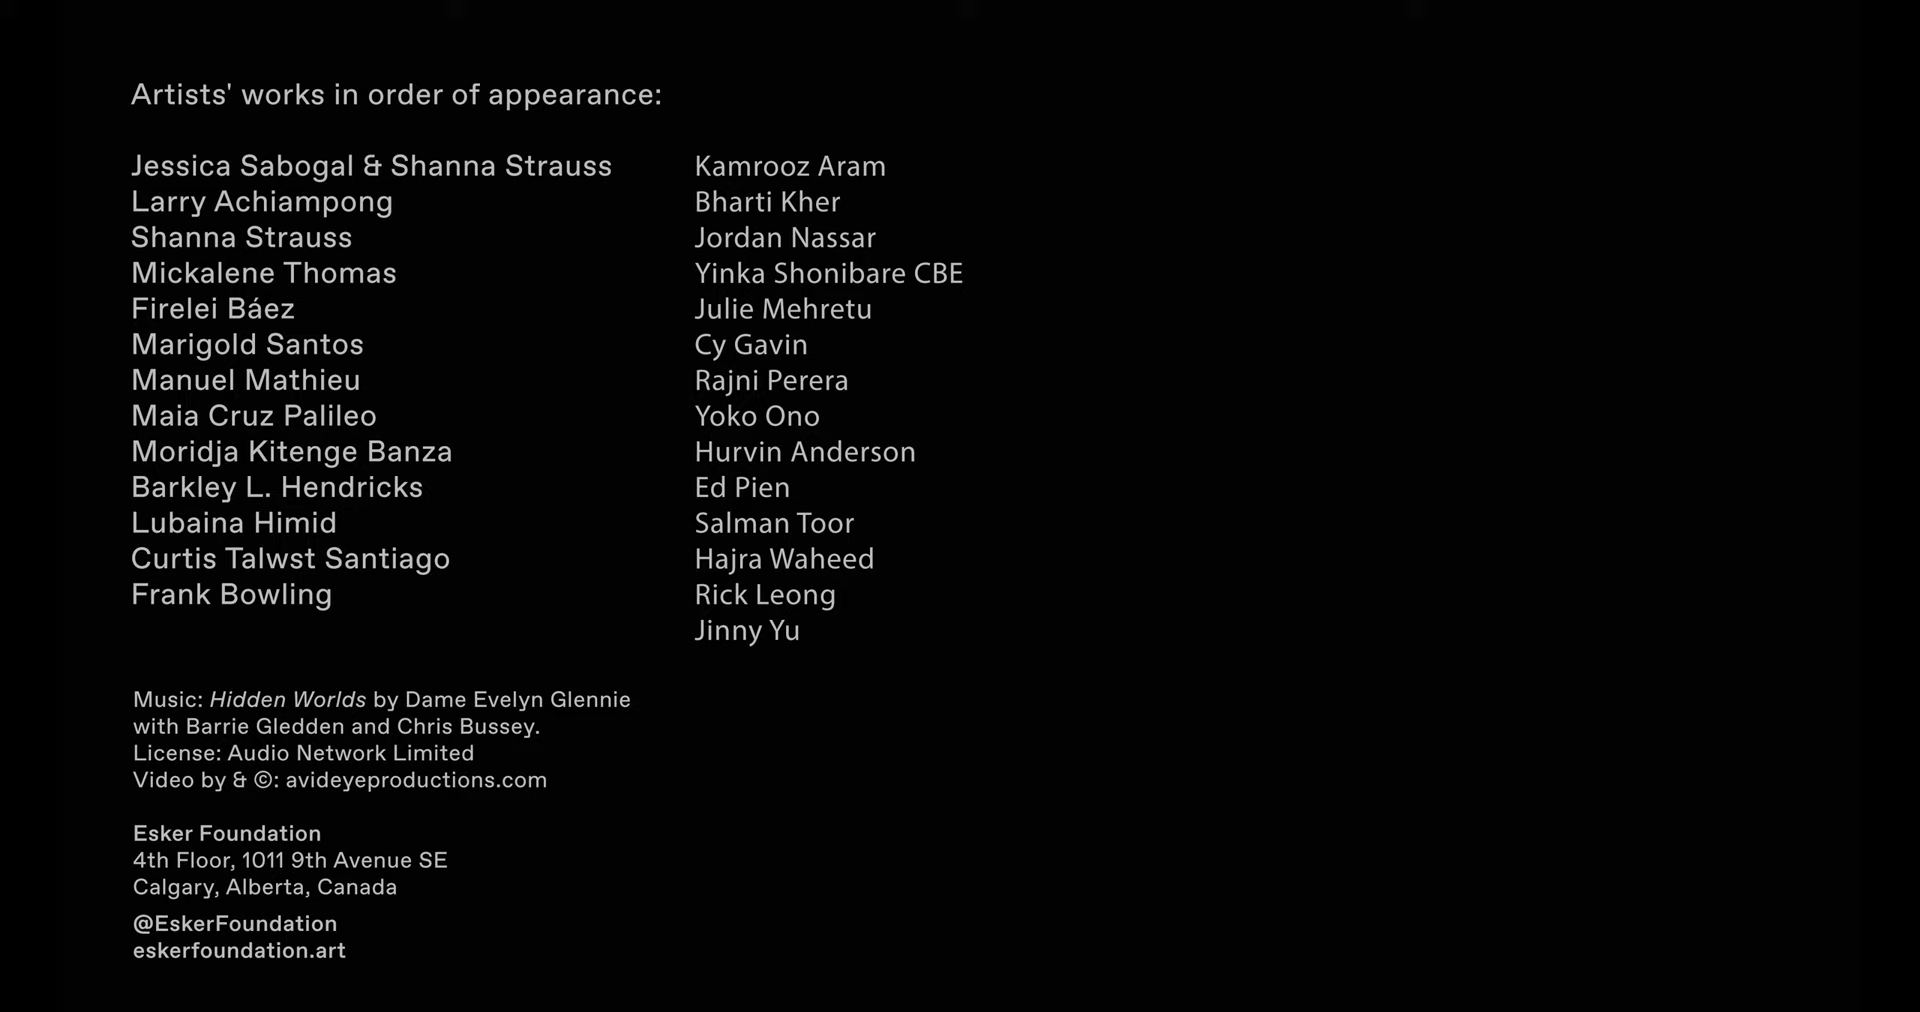 Artists' works in order of appearance:
Jessica Sabogal & Shanna Strauss
Larry Achiampong
Shanna Strauss
Mickalene Thomas
Firelei Báez
Marigold Santos
Manuel Mathieu
Maia Cruz Palileo
Moridja Kitenge Banza
Barkley L. Hendricks
Lubaina Himid
Curtis Talwst Santiago
Frank Bowling
Kamrooz Aram
Bharti Kher
Jordan Nassar
Yinka Shonibare CBE
Julie Mehretu
Cy Gavin
Rajni Perera
Yoko Ono
Hurvin Anderson
Ed Pien
Salman Toor
Hajra Waheed
Rick Leong
Jinny Yu
Music: Hidden Worlds by Dame Evelyn Glennie
with Barrie Gledden and Chris Bussey.
License: Audio Network Limited
Video by & ©: avideyeproductions.com
Esker Foundation
4th Floor, 1011 9th Avenue SE
Calgary, Alberta, Canada
@EskerFoundation
eskerfoundation.art